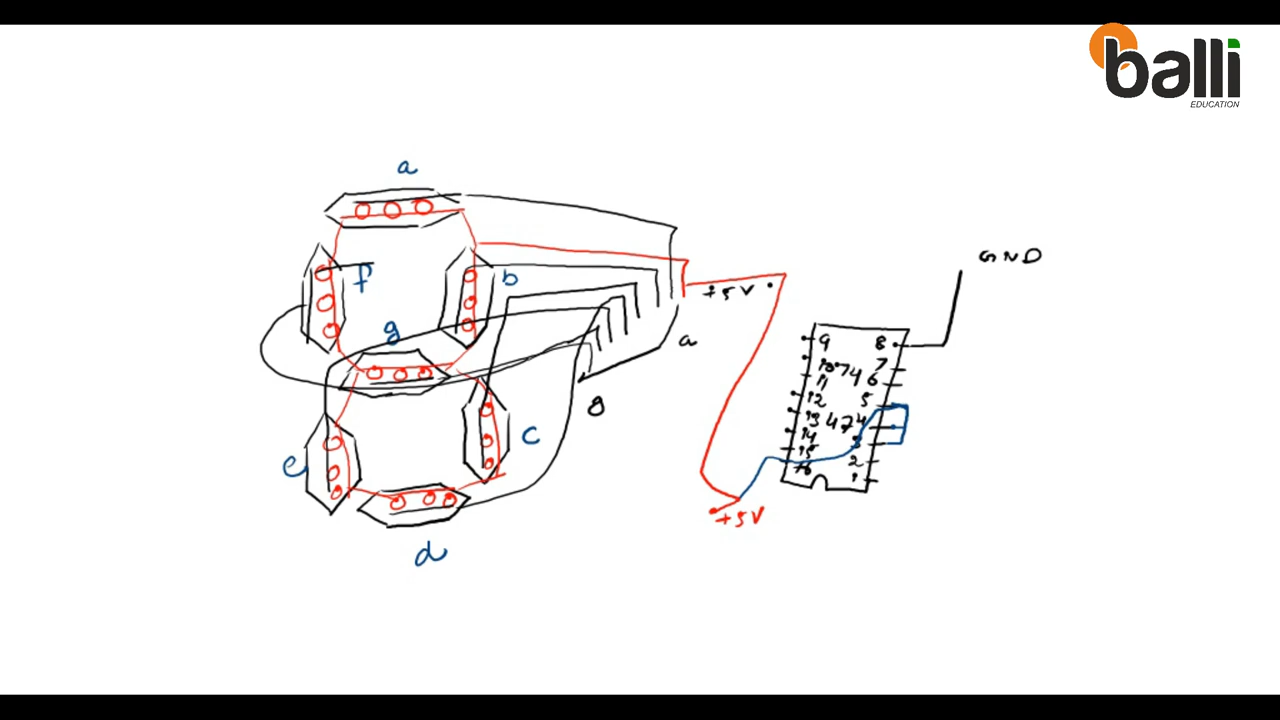 balli
EDUCATION
a
f
b
g
e
c
d
+5V
a
g
+5V
GND
9 8
10 7
11 6
12 5
13 4
14 3
15 2
16 1
7447